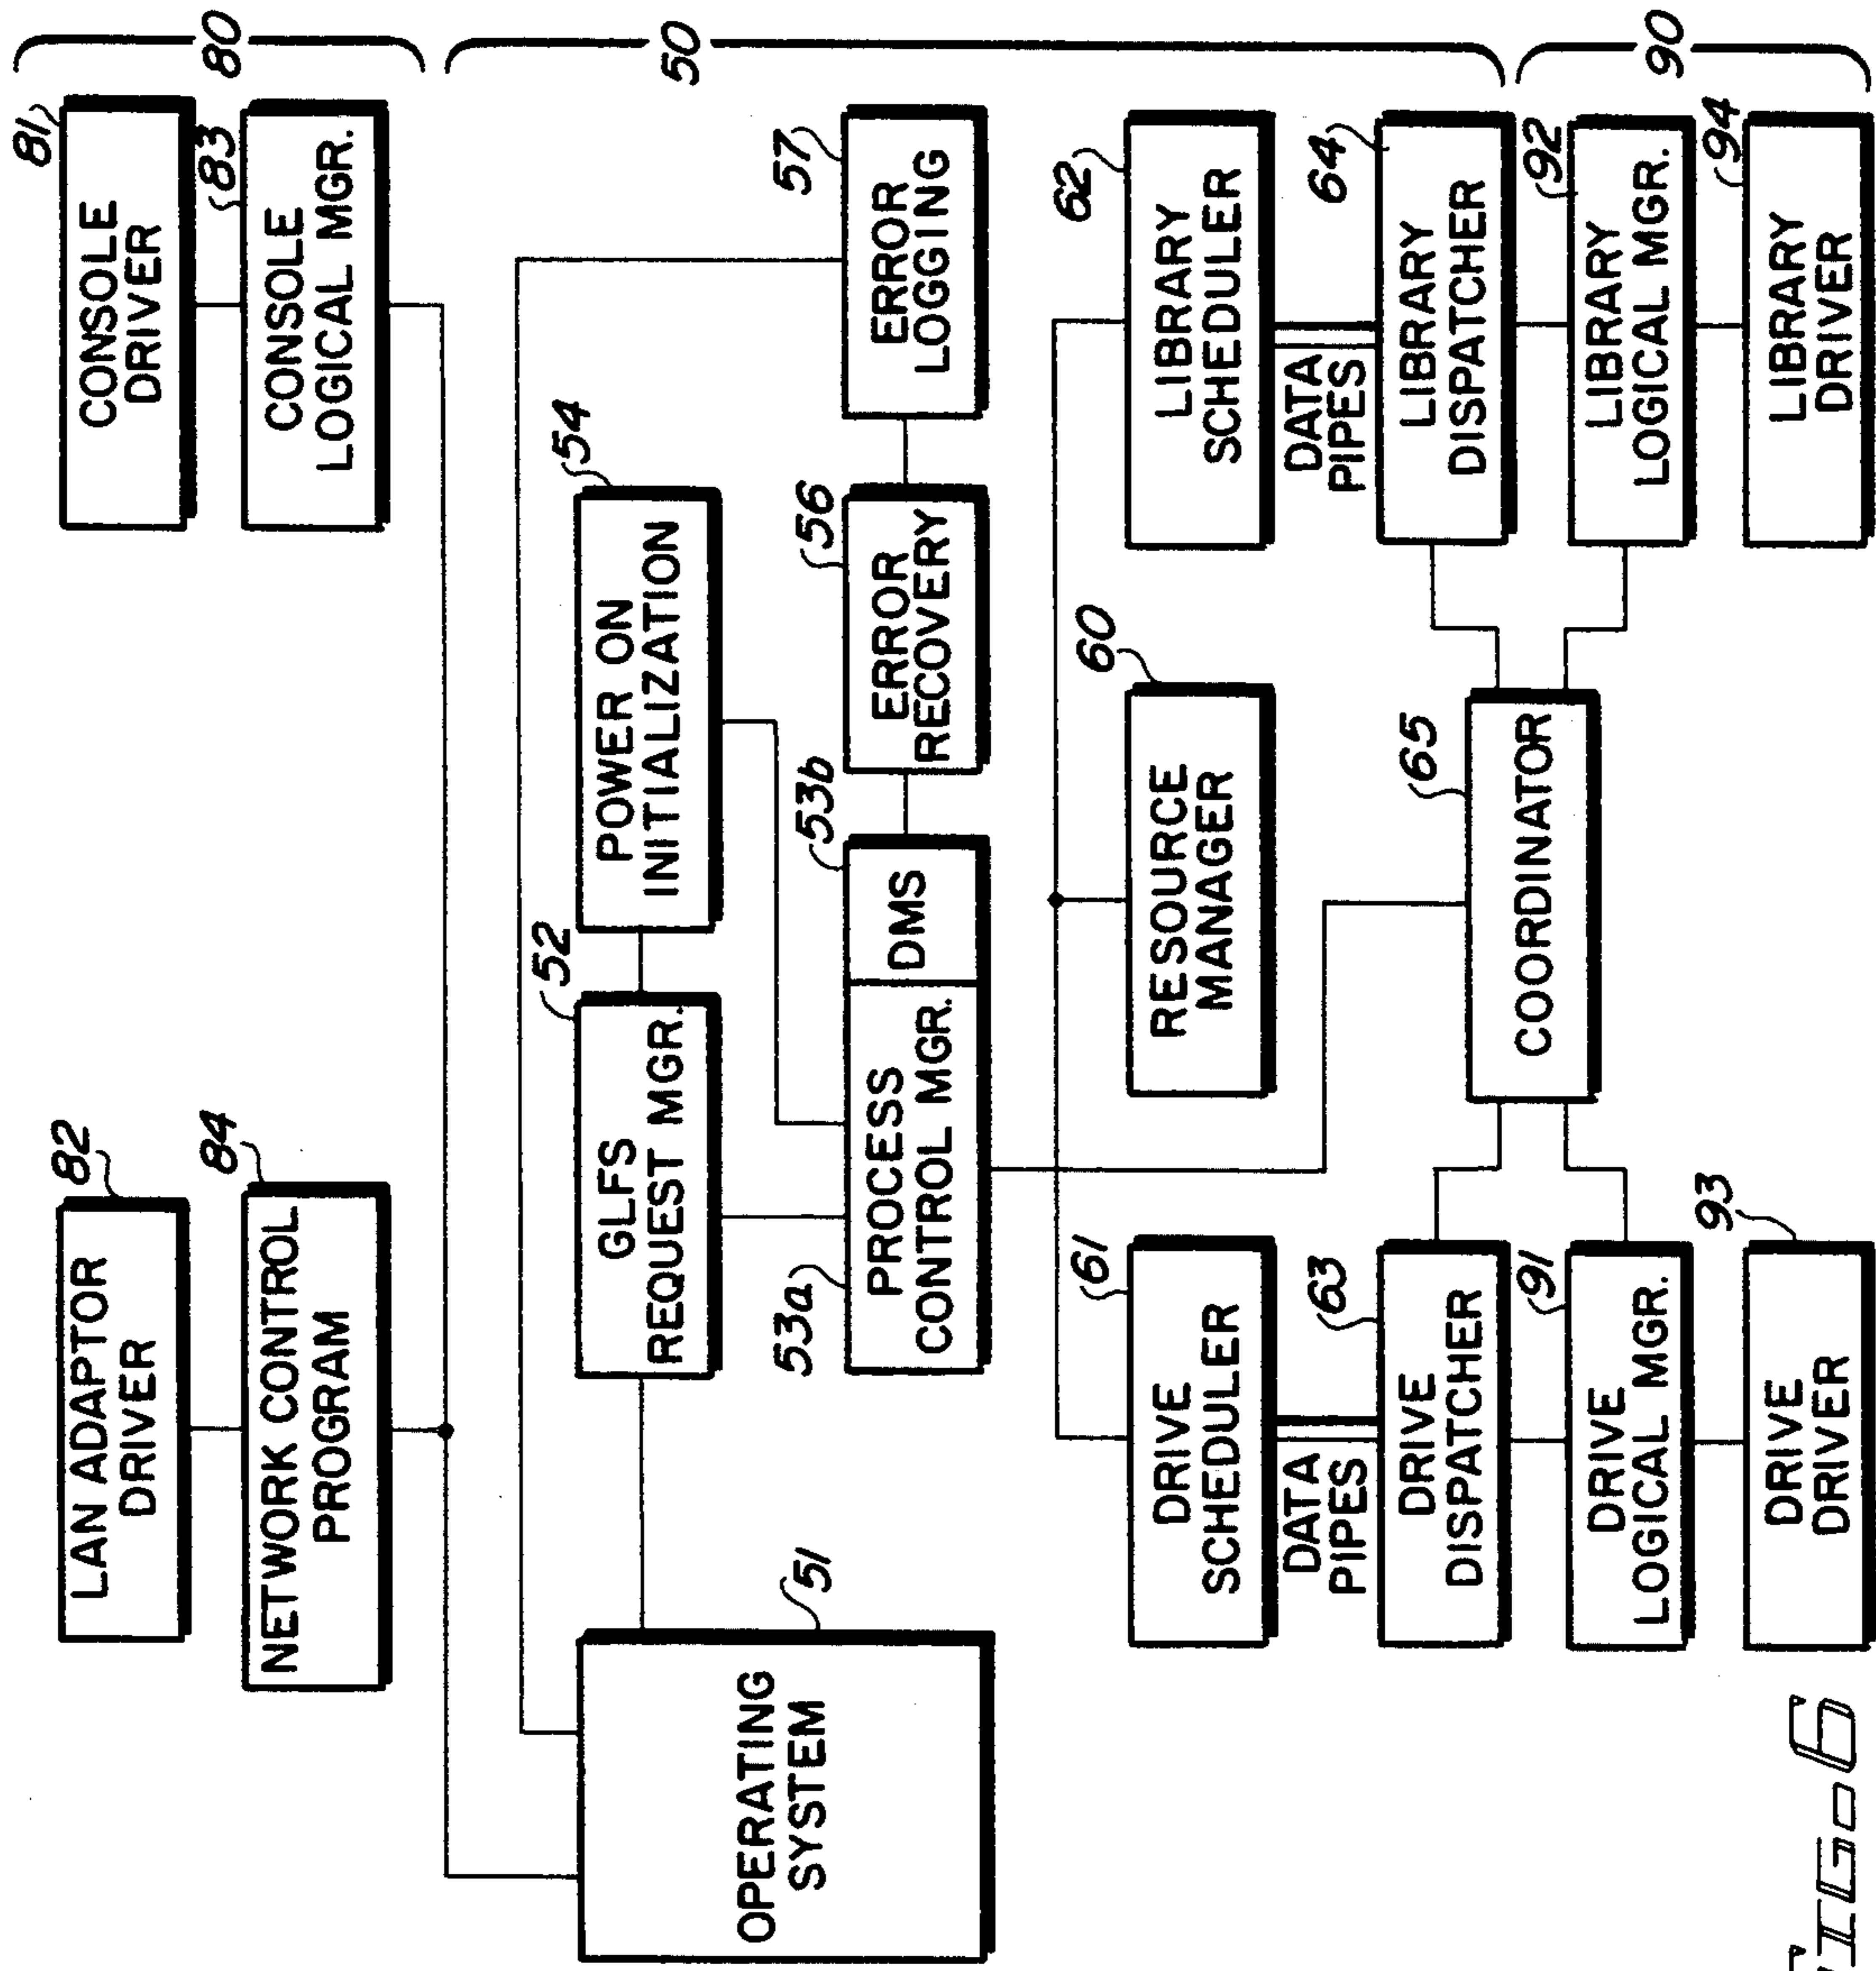 82
LAN ADAPTOR
DRIVER
84
NETWORK CONTROL
PROGRAM
81
CONSOLE
DRIVER
83
CONSOLE
LOGICAL MGR.
80
OPERATING
SYSTEM
51
52
GLFS
REQUEST MGR.
54
POWER ON
INITIALIZATION
53a
PROCESS
CONTROL MGR.
53b
DMS
56
ERROR
RECOVERY
57
ERROR
LOGGING
50
61
DRIVE
SCHEDULER
60
RESOURCE
MANAGER
62
LIBRARY
SCHEDULER
DATA
PIPES
DATA
PIPES
63
DRIVE
DISPATCHER
65
COORDINATOR
64
LIBRARY
DISPATCHER
91
DRIVE
LOGICAL MGR.
92
LIBRARY
LOGICAL MGR.
93
DRIVE
DRIVER
94
LIBRARY
DRIVER
90
FIG. 6